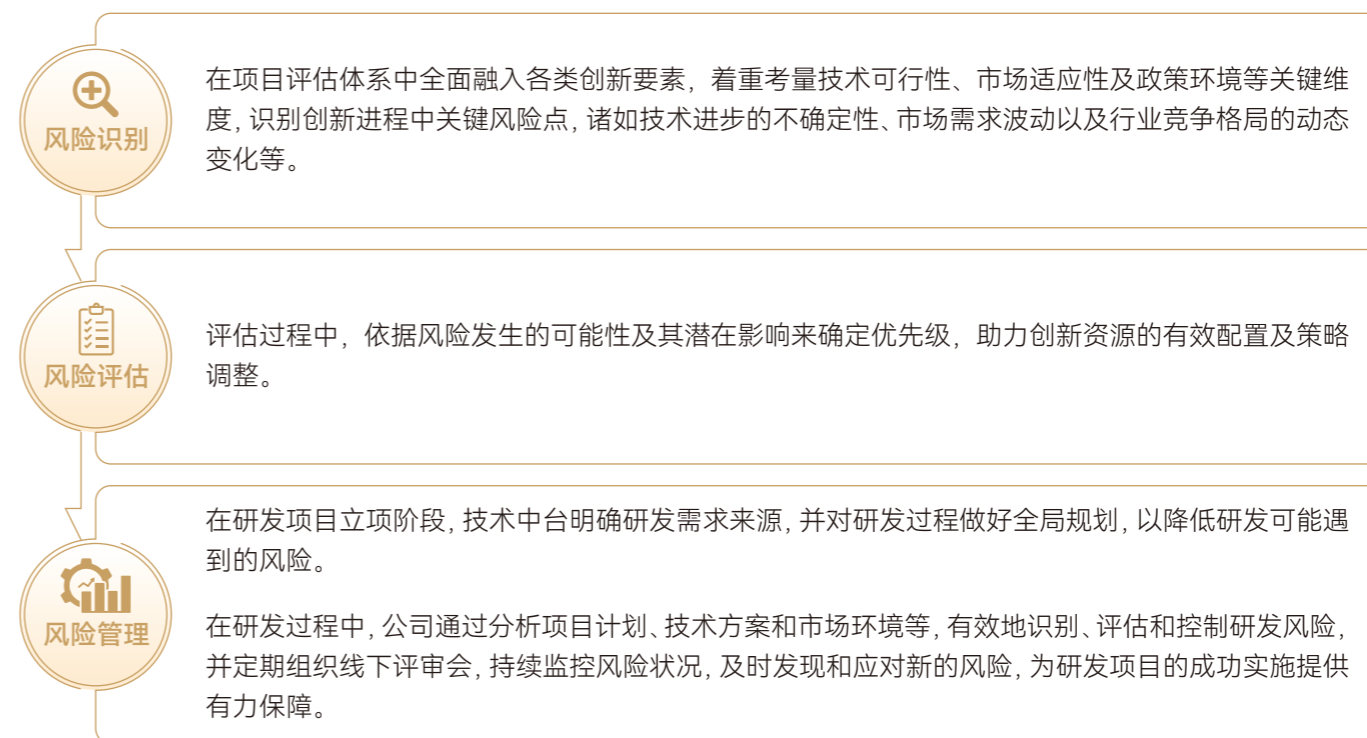 风险识别
在项目评估体系中全面融入各类创新要素，着重考量技术可行性、市场适应性及政策环境等关键维
度，识别创新进程中关键风险点，诸如技术进步的不确定性、市场需求波动以及行业竞争格局的动态
变化等。
风险评估
评估过程中，依据风险发生的可能性及其潜在影响来确定优先级，助力创新资源的有效配置及策略
调整。
风险管理
在研发项目立项阶段，技术中台明确研发需求来源，并对研发过程做好全局规划，以降低研发可能遇
到的风险。
在研发过程中，公司通过分析项目计划、技术方案和市场环境等，有效地识别、评估和控制研发风险，
并定期组织线下评审会，持续监控风险状况，及时发现和应对新的风险，为研发项目的成功实施提供
有力保障。